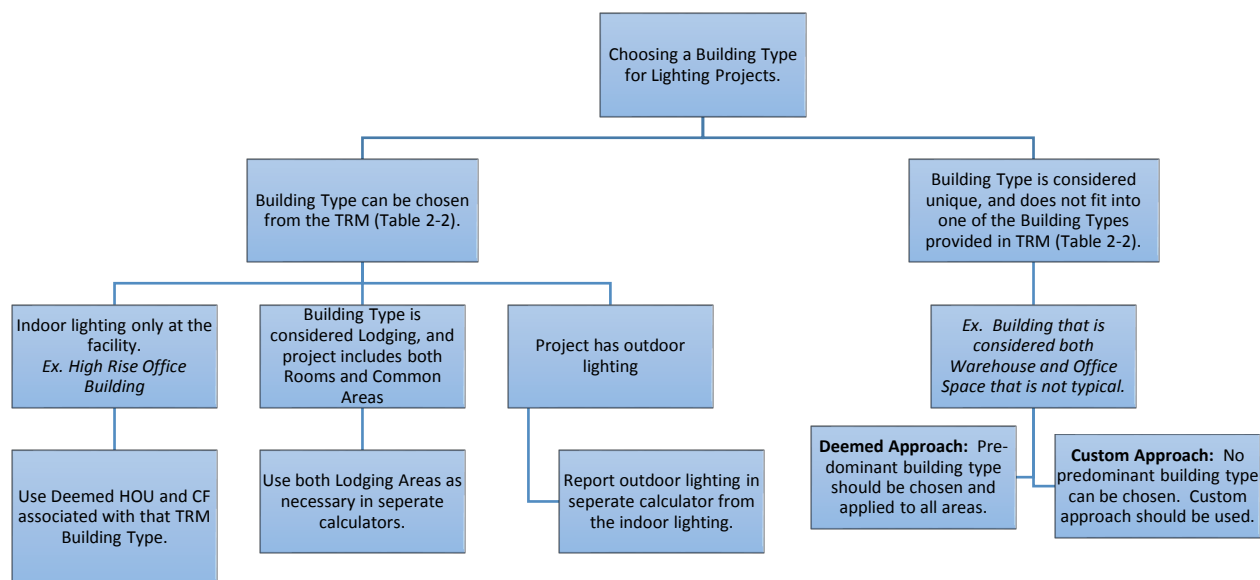 Choosing a Building Type
for Lighting Projects.
Building Type can be chosen
from the TRM (Table 2-2).
Building Type is considered
unique, and does not fit into
one of the Building Types
provided in TRM (Table 2-2).
Indoor lighting only at the
facility.
Ex. High Rise Office
Building
Building Type is
considered Lodging, and
project includes both
Rooms and Common
Areas
Project has outdoor
lighting
Ex. Building that is
considered both
Warehouse and Office
Space that is not typical.
Use Deemed HOU and CF
associated with that TRM
Building Type.
Use both Lodging Areas as
necessary in seperate
calculators.
Report outdoor lighting in
seperate calculator from
the indoor lighting.
Deemed Approach: Pre-
dominant building type
should be chosen and
applied to all areas.
Custom Approach: No
predominant building type
can be chosen. Custom
approach should be used.